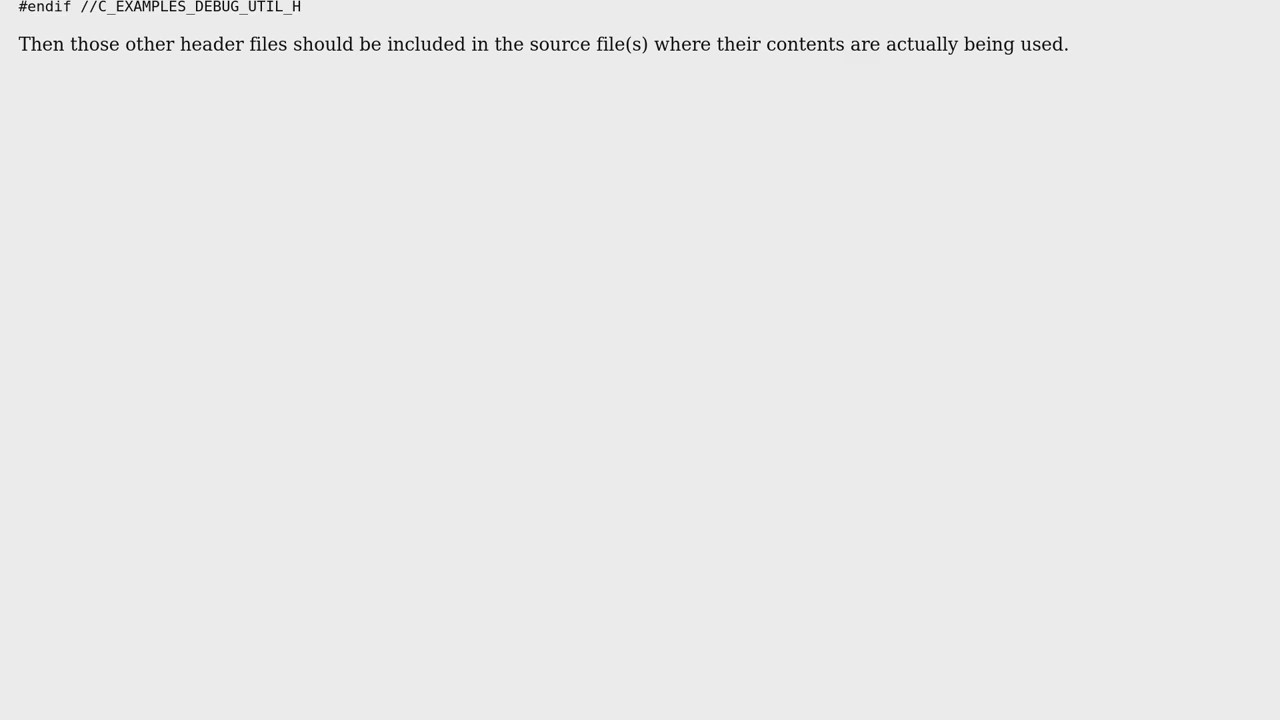 #endif //C_EXAMPLES_DEBUG_UTIL_H
Then those other header files should be included in the source file(s) where their contents are actually being used.